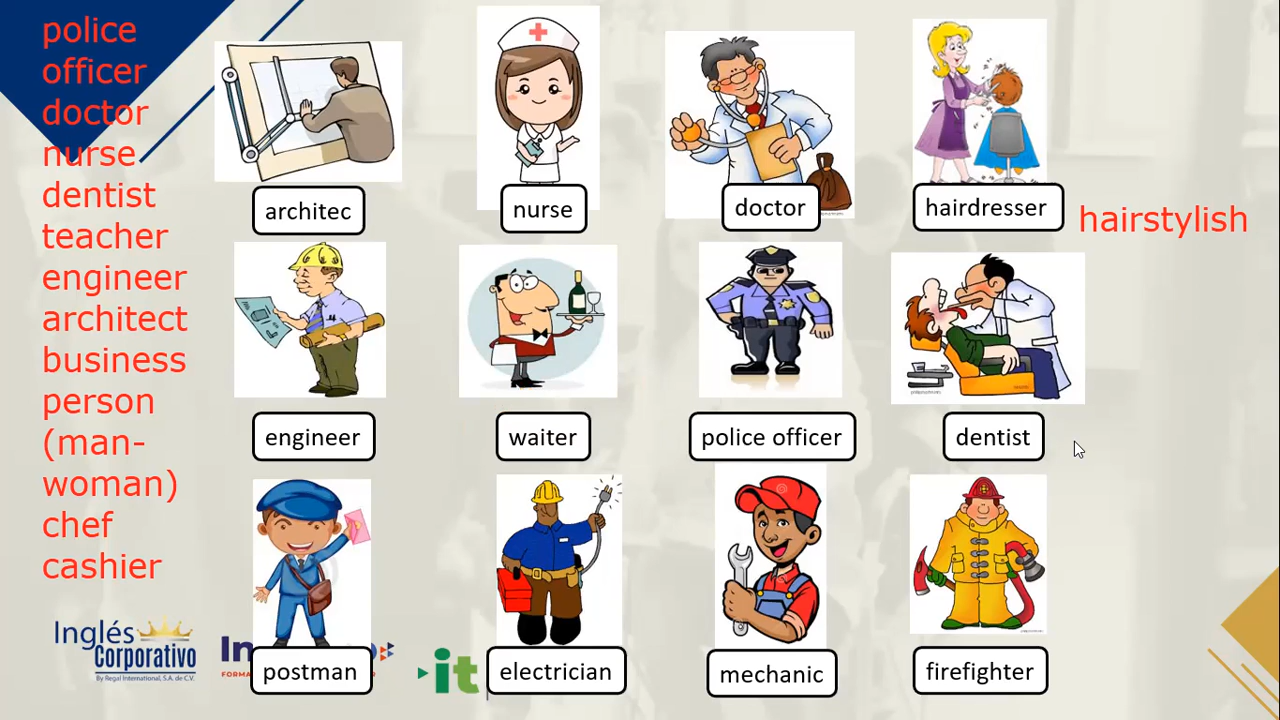 police
officer
doctor
nurse
dentist
teacher
engineer
architect
business
person
(man-
woman)
chef
cashier
architec
nurse
doctor
hairdresser
hairstylish
engineer
waiter
police officer
dentist
postman
electrician
mechanic
firefighter
Inglés
Corporativo
By Regal International, S.A. de C.V.
it